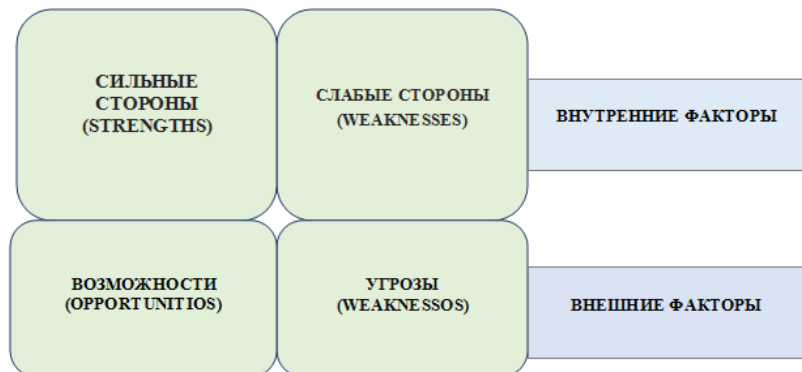 СИЛЬНЫЕ
СТОРОНЫ
(STRENGTHS)
СЛАБЫЕ СТОРОНЫ
(WEAKNESSES)
ВНУТРЕННИЕ ФАКТОРЫ
ВОЗМОЖНОСТИ
(OPPORTUNITIOS)
УГРОЗЫ
(WEAKNESSOS)
ВНЕШНИЕ ФАКТОРЫ